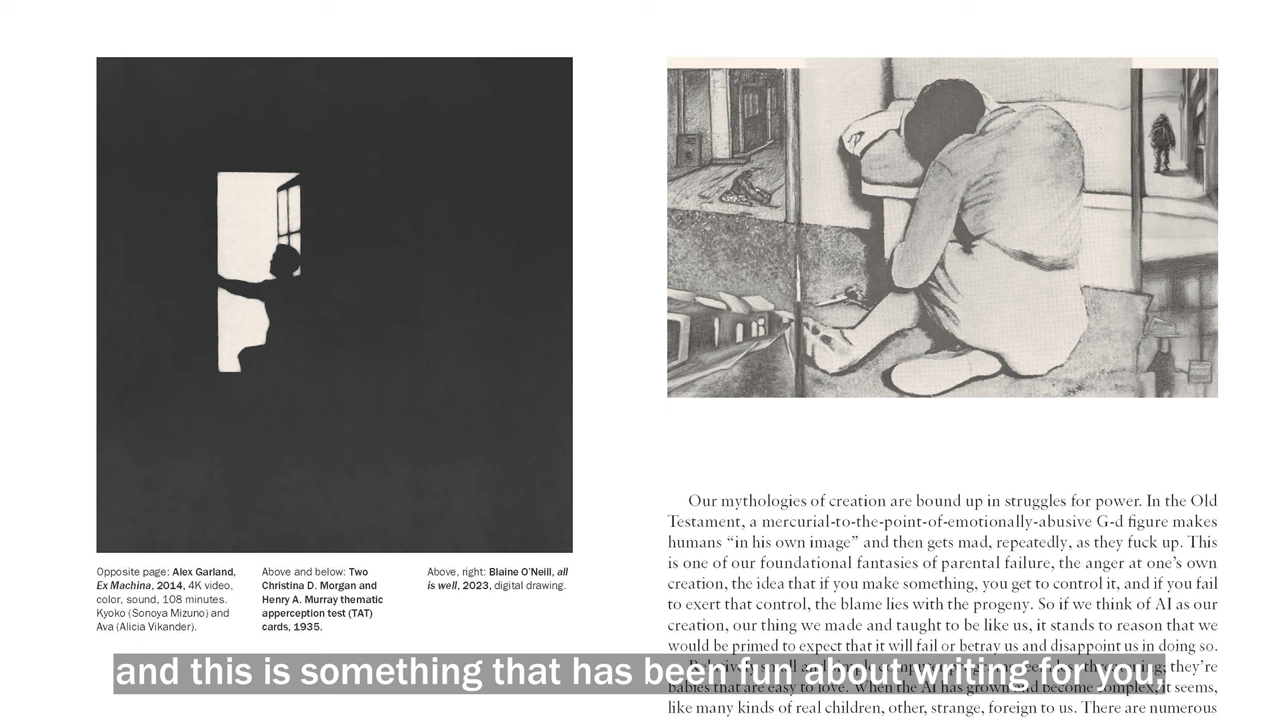 Opposite page: Alex Garland,
Ex Machina, 2014, 4K video,
color, sound, 108 minutes.
Kyoko (Sonoya Mizuno) and
Ava (Alicia Vikander).
Above and below: Two
Christina D. Morgan and
Henry A. Murray thematic
apperception test (TAT)
cards, 1935.
Above, right: Blaine O'Neill, all
is well, 2023, digital drawing.
Our mythologies of creation are bound up in struggles for power. In the Old
Testament, a mercurial-to-the-point-of-emotionally-abusive G-d figure makes
humans “in his own image” and then gets mad, repeatedly, as they fuck up. This
is one of our foundational fantasies of parental failure, the anger at one's own
creation, the idea that if you make something, you get to control it, and if you fail
to exert that control, the blame lies with the progeny. So if we think of AI as our
creation, our thing we made and taught to be like us, it stands to reason that we
would be primed to expect that it will fail or betray us and disappoint us in doing so.
they're
babies that are easy to love. When the AI has grown and become complex, it seems,
like many kinds of real children, other, strange, foreign to us. There are numerous
and this is something that has been fun about writing for you,